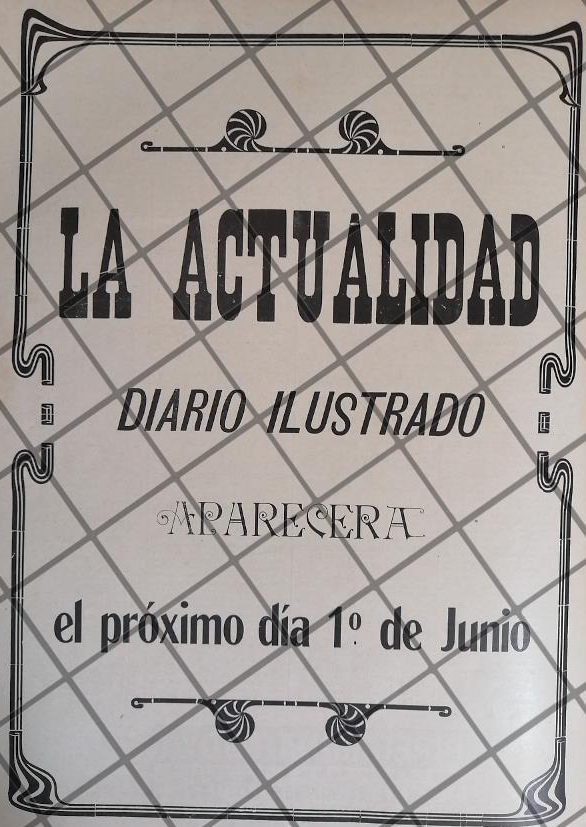 LA ACTUALIDAD
DIARIO ILUSTRADO
APARECERA
el próximo día 1º de Junio